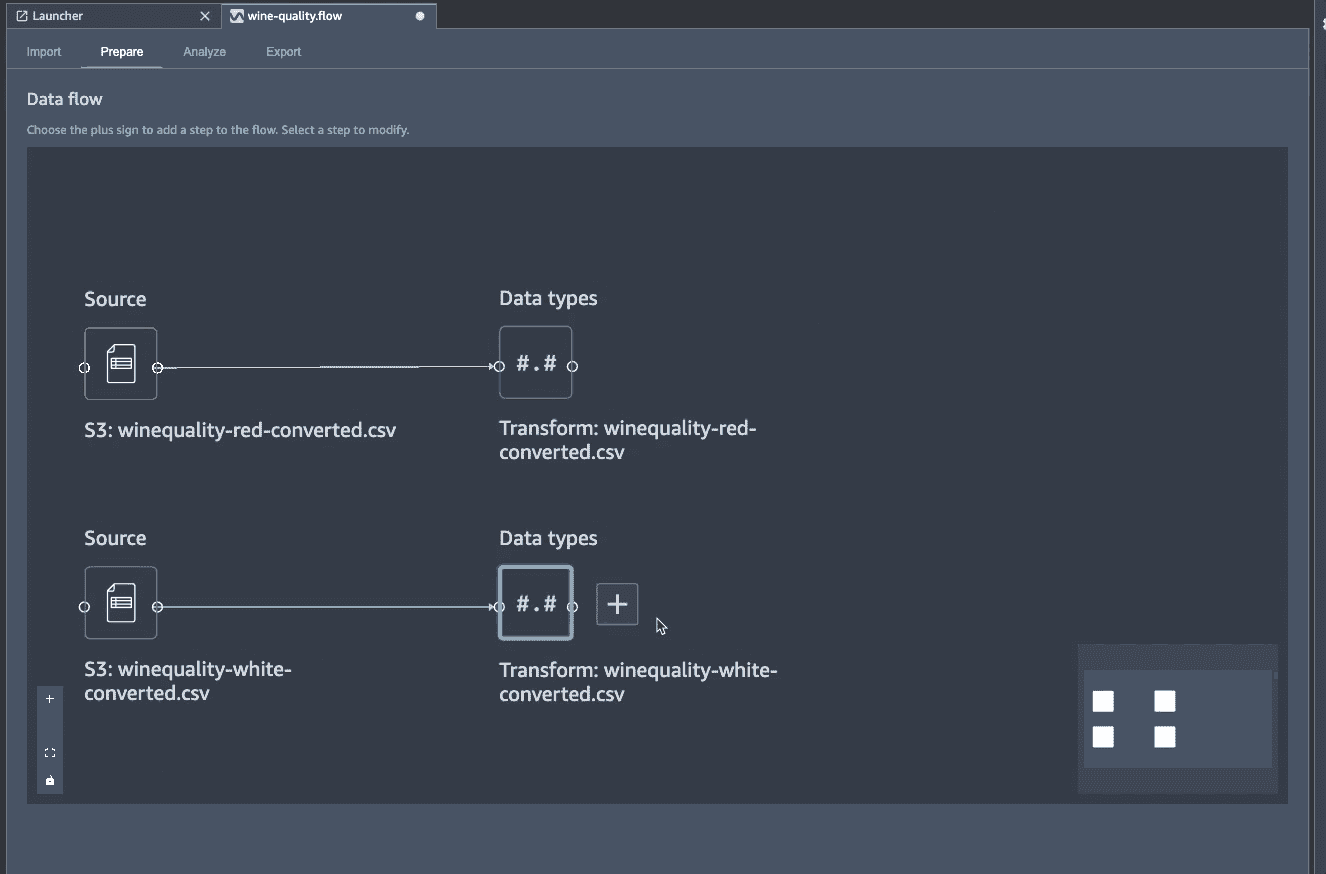 Launcher
wine-quality.flow
Import Prepare Analyze Export
Data flow
Choose the plus sign to add a step to the flow. Select a step to modify.
Source
Data types
#.#
S3: winequality-red-converted.csv
Transform: winequality-red-
converted.csv
Source
Data types
#.#
S3: winequality-white-
converted.csv
Transform: winequality-white-
converted.csv